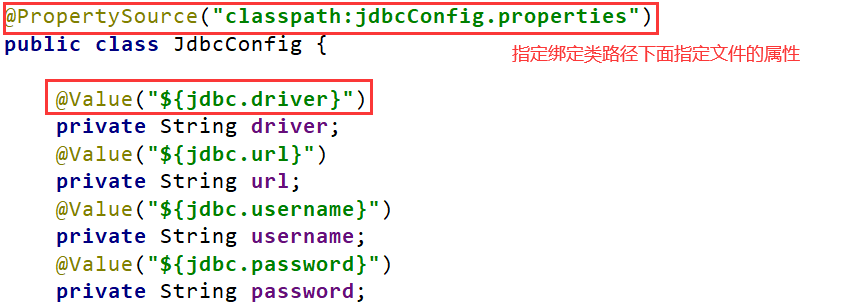 @PropertySource("classpath:jdbcConfig.properties")
public class JdbcConfig {
指定绑定类路径下面指定文件的属性
@Value("${jdbc.driver}")
private String driver;
@Value("${jdbc.url}")
private String url;
@Value("${jdbc.username}")
private String username;
@Value("${jdbc.password}")
private String password;